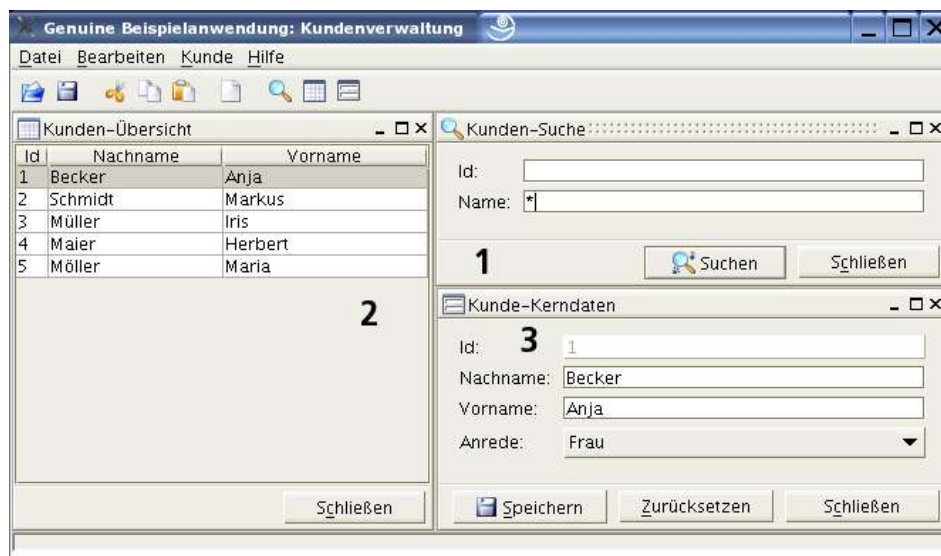 Genuine Beispielanwendung: Kundenverwaltung
Datei Bearbeiten Kunde Hilfe
Kunden-Übersicht
Id Nachname Vorname
1 Becker Anja
2 Schmidt Markus
3 Müller Iris
4 Maier Herbert
5 Möller Maria
2
Schließen
Kunden-Suche
Id:
Name: *
1
Suchen Schließen
Kunde-Kerndaten
3
Id: 1
Nachname: Becker
Vorname: Anja
Anrede: Frau
Speichern Zurücksetzen Schließen